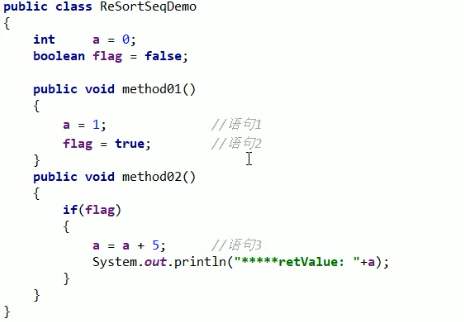 public class ReSortSeqDemo
{
    int     a = 0;
    boolean flag = false;

    public void method01()
    {
        a = 1;              //语句1
        flag = true;        //语句2
    }
    public void method02()
    {
        if(flag)
        {
            a = a + 5;      //语句3
            System.out.println("*****retValue: "+a);
        }
    }
}